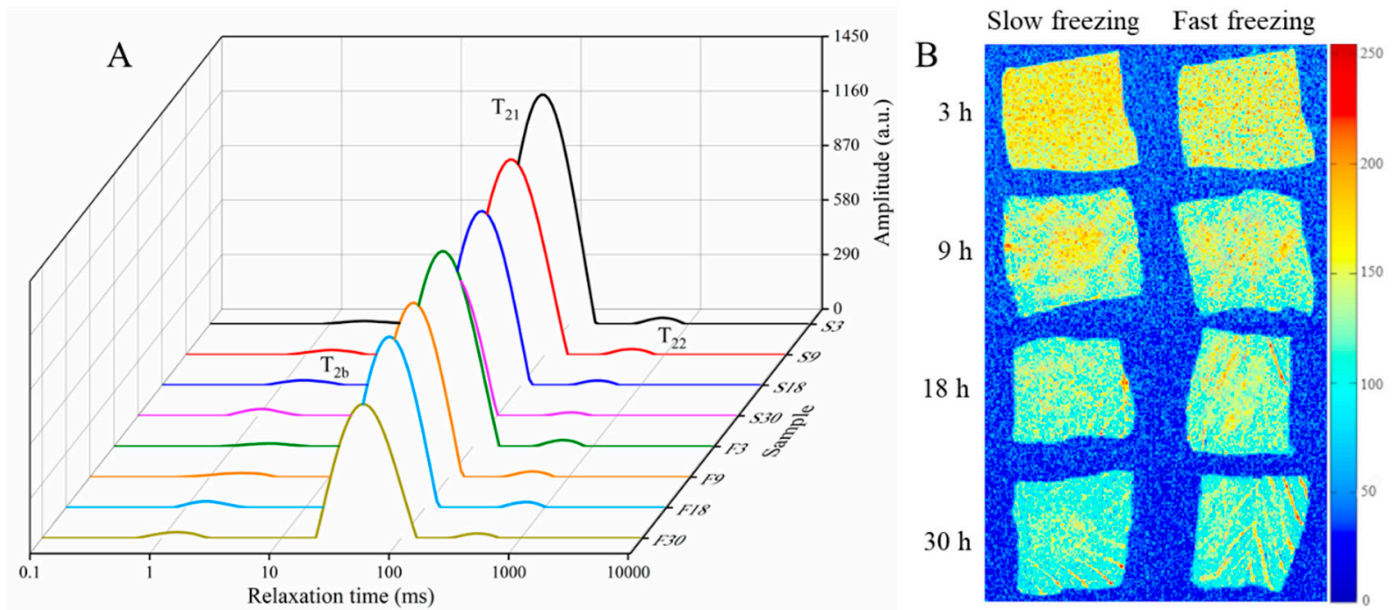 A
T21
T2b
T22
1450
1160
870
580
290
0
Amplitude (a.u.)
S3
S9
S18
S30
F3
F9
F18
F30
Sample
0.1
1
10
100
1000
10000
Relaxation time (ms)
B
Slow freezing Fast freezing
3 h
9 h
18 h
30 h
250
200
150
100
50
0